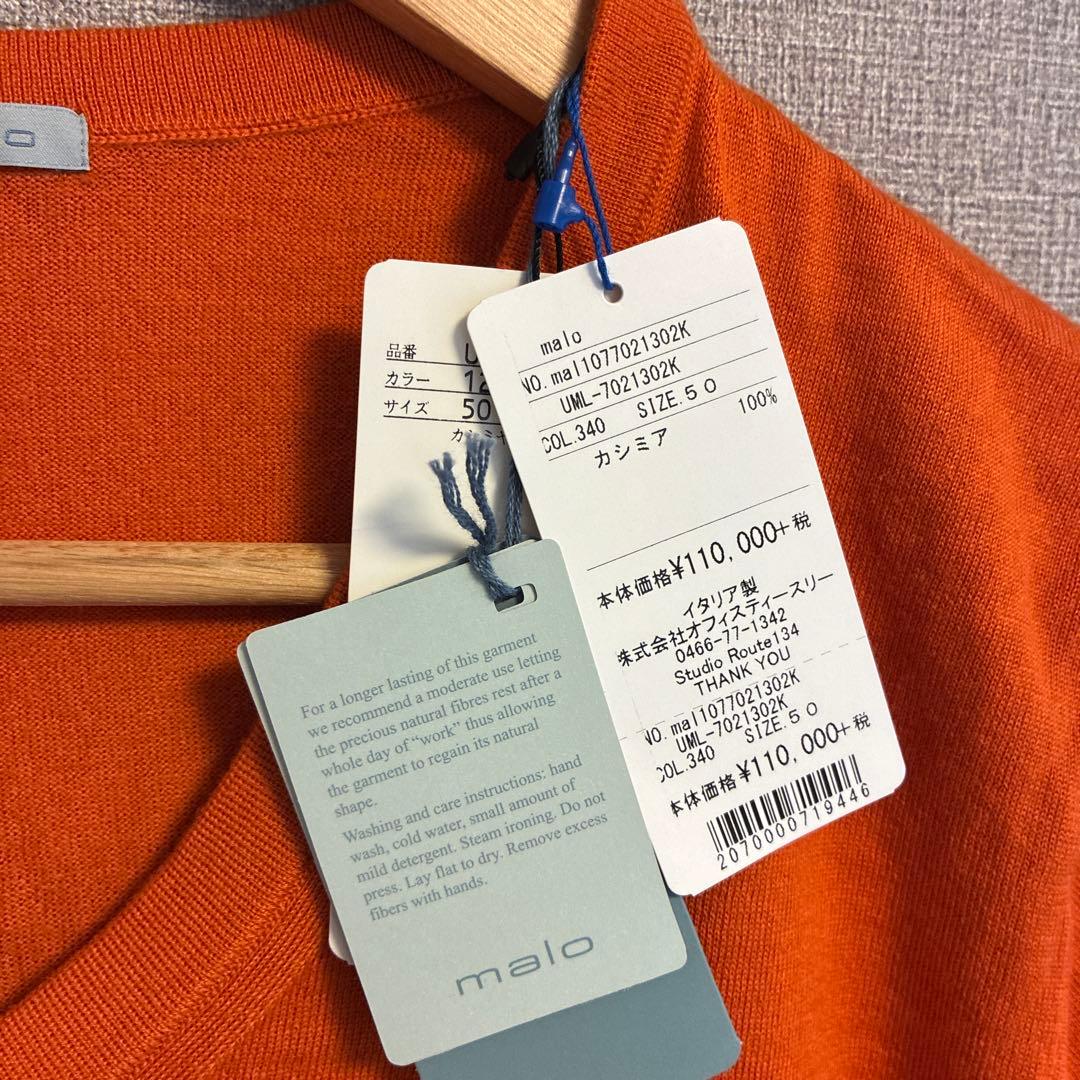 品番
カラー 12
サイズ 50
カシミヤ
malo
NO. mal1077021302K
UML-7021302K
COL.340 SIZE.５０
カシミア 100%
本体価格¥110,000+税
イタリア製
株式会社オフィスティースリー
0466-77-1342
Studio Route134
THANK YOU
NO. mal1077021302K
UML-7021302K
COL.340 SIZE.５０
本体価格¥110,000+税
2070000719446
For a longer lasting of this garment
we recommend a moderate use letting
the precious natural fibres rest after a
whole day of “work” thus allowing
the garment to regain its natural
shape.
Washing and care instructions: hand
wash, cold water, small amount of
mild detergent. Steam ironing. Do not
press. Lay flat to dry. Remove excess
fibers with hands.
malo